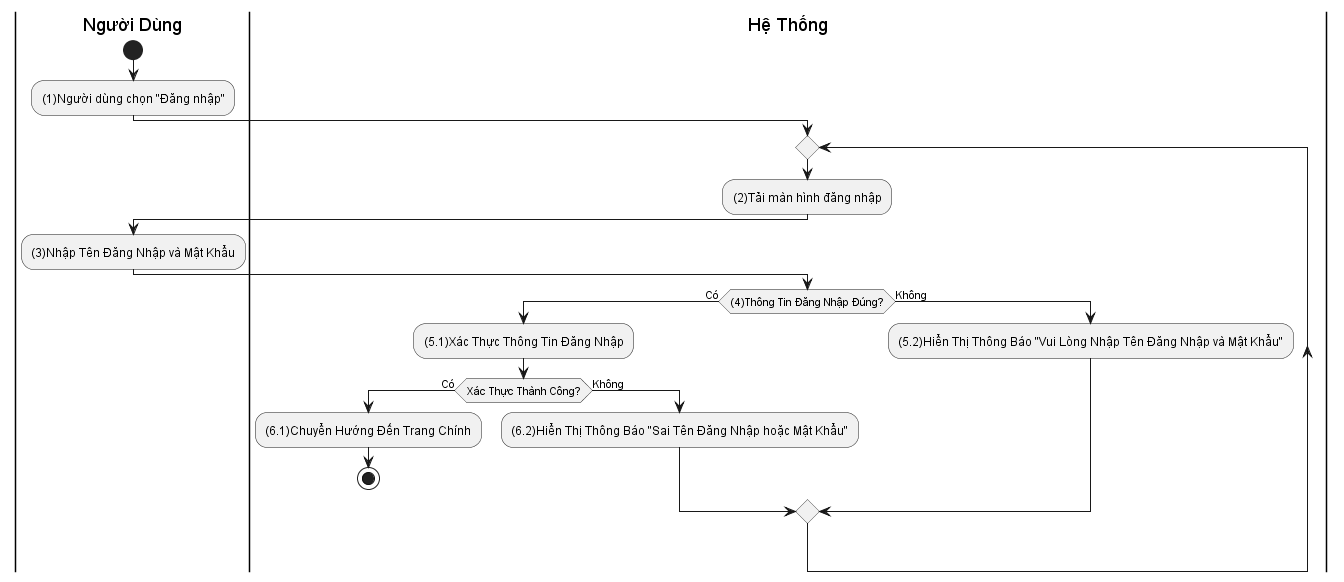 Người Dùng
Hệ Thống
(1)Người dùng chọn "Đăng nhập"
(2)Tải màn hình đăng nhập
(3)Nhập Tên Đăng Nhập và Mật Khẩu
Có
(4)Thông Tin Đăng Nhập Đúng?
Không
(5.1)Xác Thực Thông Tin Đăng Nhập
(5.2)Hiển Thị Thông Báo "Vui Lòng Nhập Tên Đăng Nhập và Mật Khẩu"
Có
Xác Thực Thành Công?
Không
(6.1)Chuyển Hướng Đến Trang Chính
(6.2)Hiển Thị Thông Báo "Sai Tên Đăng Nhập hoặc Mật Khẩu"